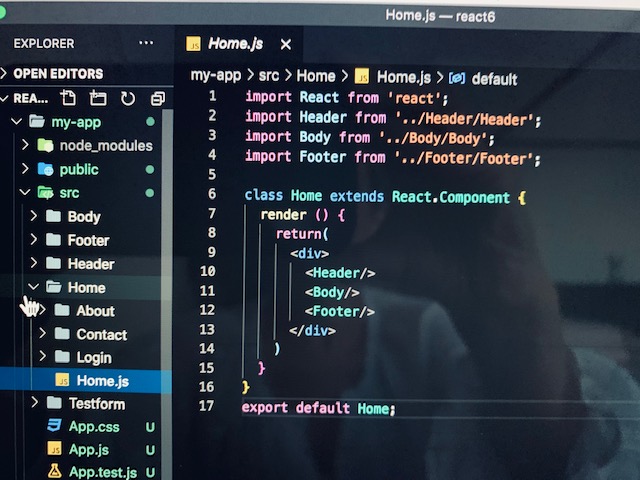 Home.js — react6
EXPLORER ...
Home.js
OPEN EDITORS
my-app > src > Home > Home.js > default
REA...
my-app
node_modules
public
src
Body
Footer
Header
Home
About
Contact
Login
Home.js
Testform
App.css U
App.js U
App.test.js U
1 import React from 'react';
2 import Header from '../Header/Header';
3 import Body from '../Body/Body';
4 import Footer from '../Footer/Footer';
5
6 class Home extends React.Component {
7 render () {
8 return(
9 <div>
10 <Header/>
11 <Body/>
12 <Footer/>
13 </div>
14 )
15 }
16 }
17 export default Home;